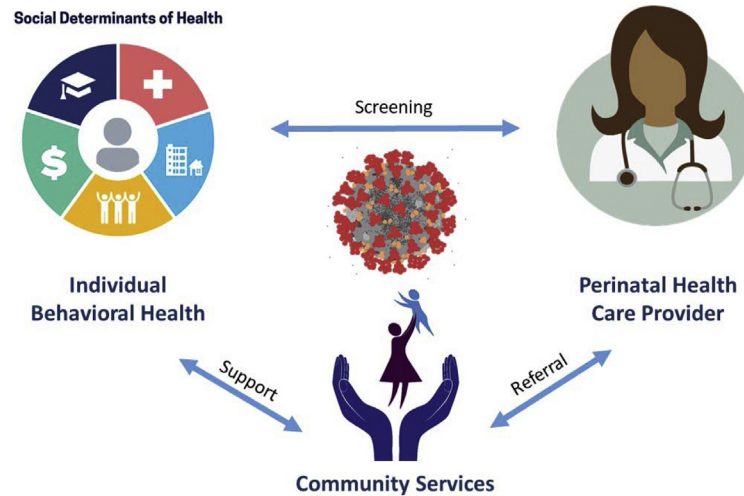 Social Determinants of Health
Screening
$
Individual
Behavioral Health
Perinatal Health
Care Provider
Support
Referral
Community Services